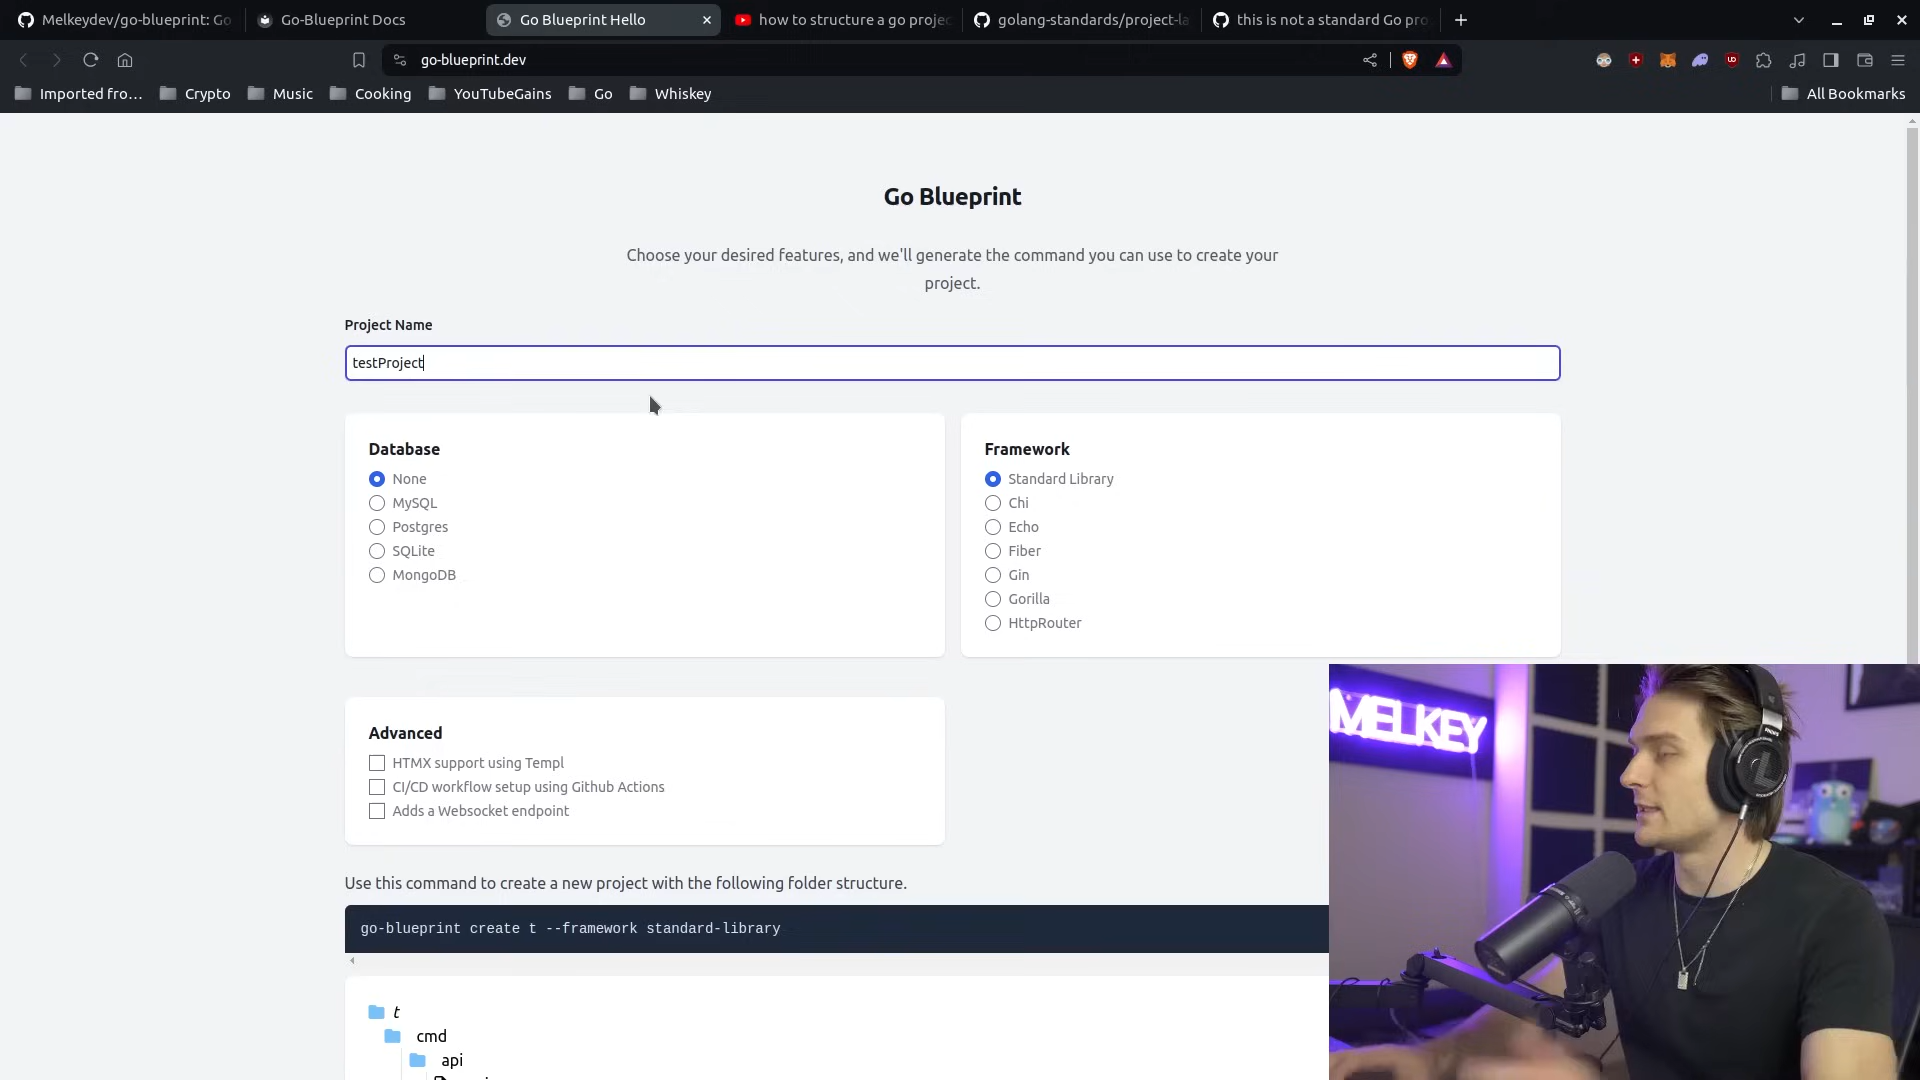 Melkeydev/go-blueprint: Go
Go-Blueprint Docs
Go Blueprint Hello
how to structure a go projec
golang-standards/project-la
this is not a standard Go pro
go-blueprint.dev
Imported fro...
Crypto
Music
Cooking
YouTubeGains
Go
Whiskey
All Bookmarks
Go Blueprint
Choose your desired features, and we'll generate the command you can use to create your
project.
Project Name
testProject
Database
None
MySQL
Postgres
SQLite
MongoDB
Framework
Standard Library
Chi
Echo
Fiber
Gin
Gorilla
HttpRouter
Advanced
HTMX support using Templ
CI/CD workflow setup using Github Actions
Adds a Websocket endpoint
Use this command to create a new project with the following folder structure.
go-blueprint create t --framework standard-library
t
cmd
api
MELKEY